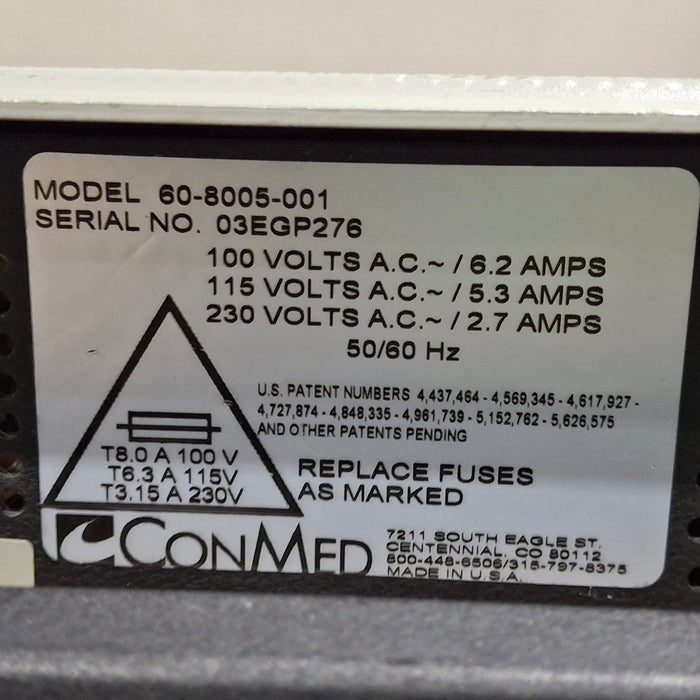 MODEL 60-8005-001
SERIAL NO. 03EGP276
100 VOLTS A.C.~ / 6.2 AMPS
115 VOLTS A.C.~ / 5.3 AMPS
230 VOLTS A.C.~ / 2.7 AMPS
50/60 Hz
U.S. PATENT NUMBERS 4,437,464 - 4,569,345 - 4,617,927 -
4,727,874 - 4,848,335 - 4,961,739 - 5,152,762 - 5,626,575
AND OTHER PATENTS PENDING
T8.0 A 100 V
T6.3 A 115V
T3.15 A 230V
REPLACE FUSES
AS MARKED
CONMED
7211 SOUTH EAGLE ST.
CENTENNIAL, CO 80112
800-448-6506/315-797-8375
MADE IN U.S.A.